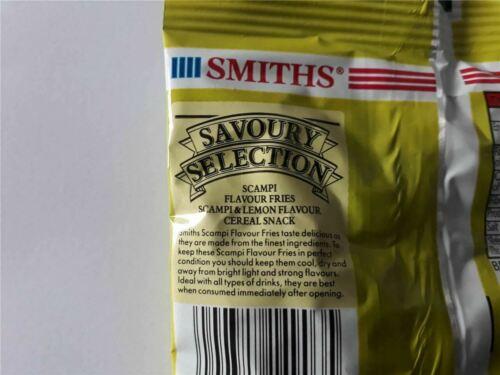 SMITHS®
SAVOURY
SELECTION
SCAMPI
FLAVOUR FRIES
SCAMPI & LEMON FLAVOUR
CEREAL SNACK
Smiths Scampi Flavour Fries taste delicious as
they are made from the finest ingredients. To
keep these Scampi Flavour Fries in perfect
condition you should keep them cool, dry and
away from bright light and strong flavours.
Ideal with all types of drinks, they are best
when consumed immediately after opening.